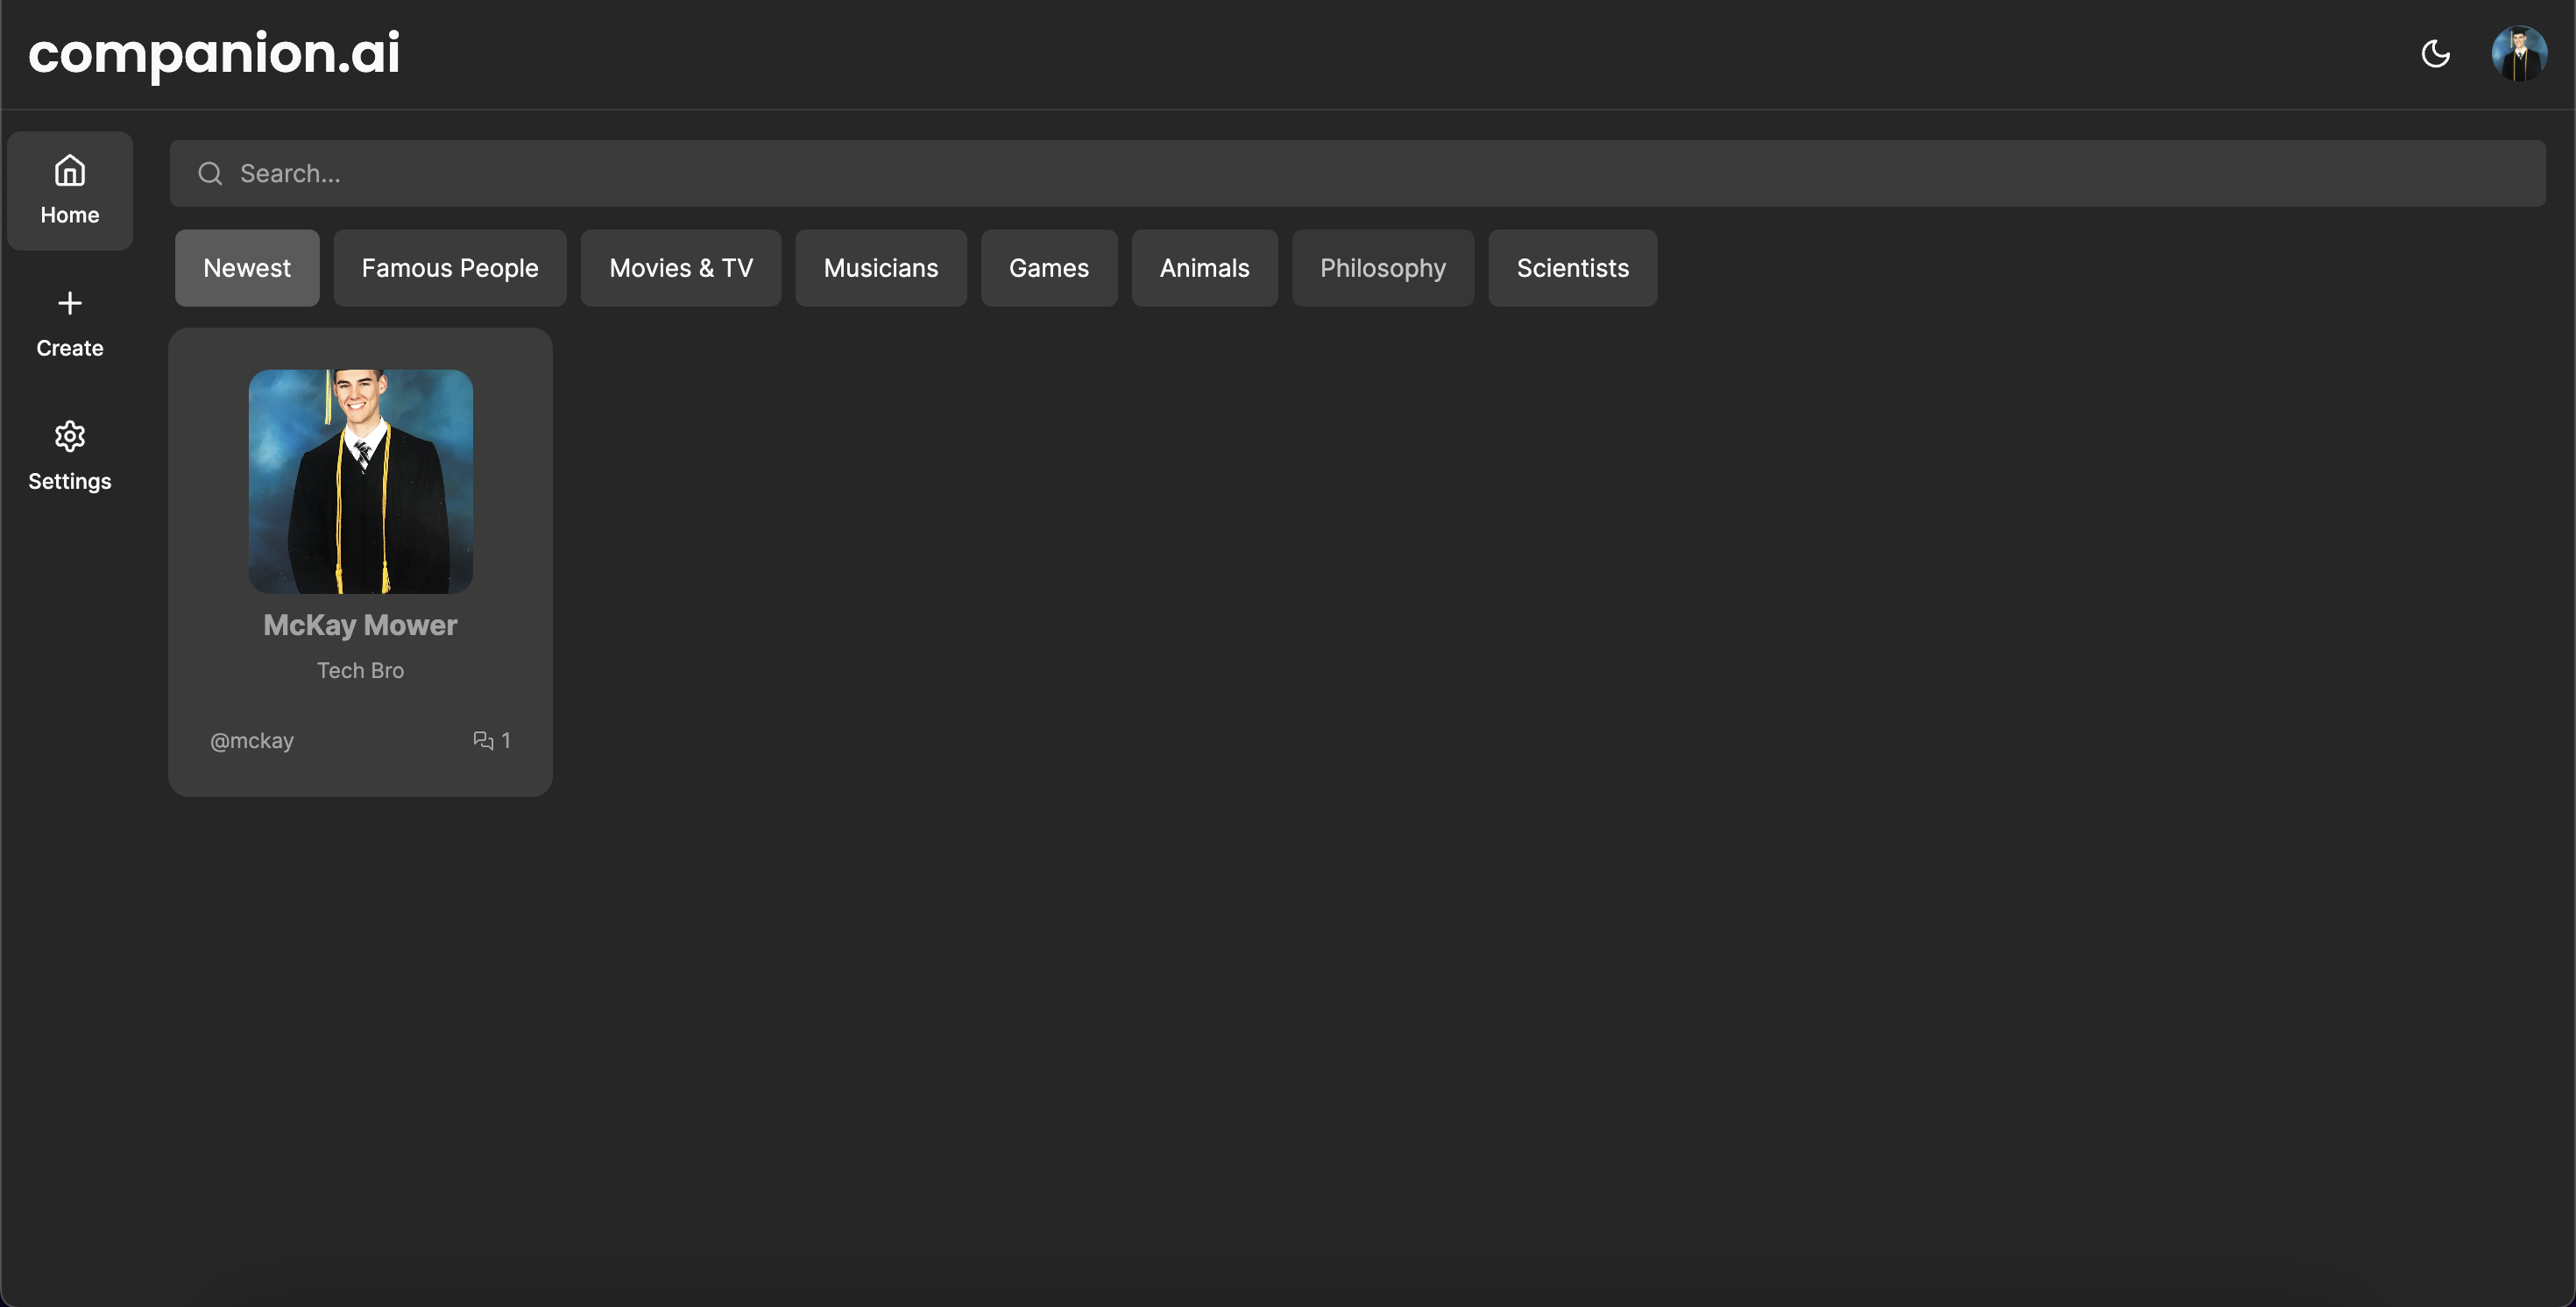 companion.ai
Home
Create
Settings
Search...
Newest
Famous People
Movies & TV
Musicians
Games
Animals
Philosophy
Scientists
McKay Mower
Tech Bro
@mckay
1